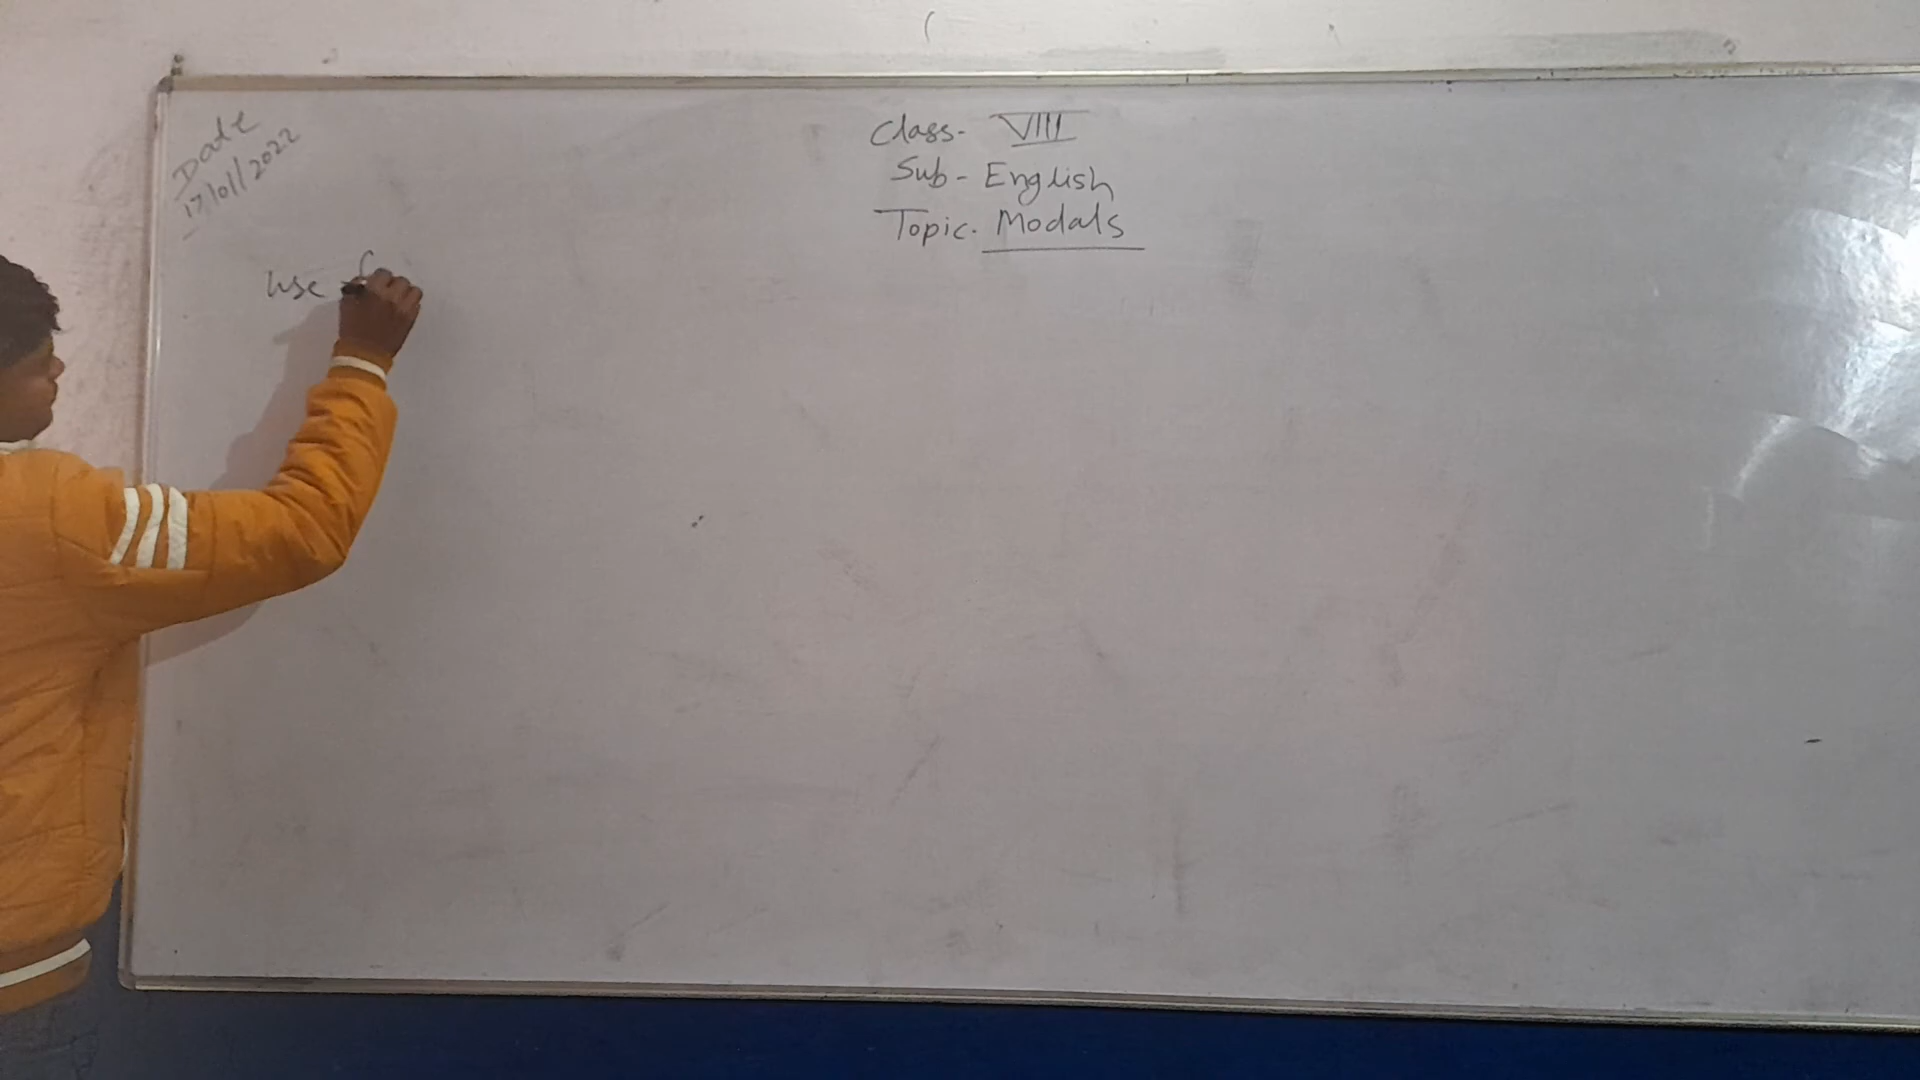 Date
17/01/2022
Class- VIII
Sub- English
Topic. Modals
Use